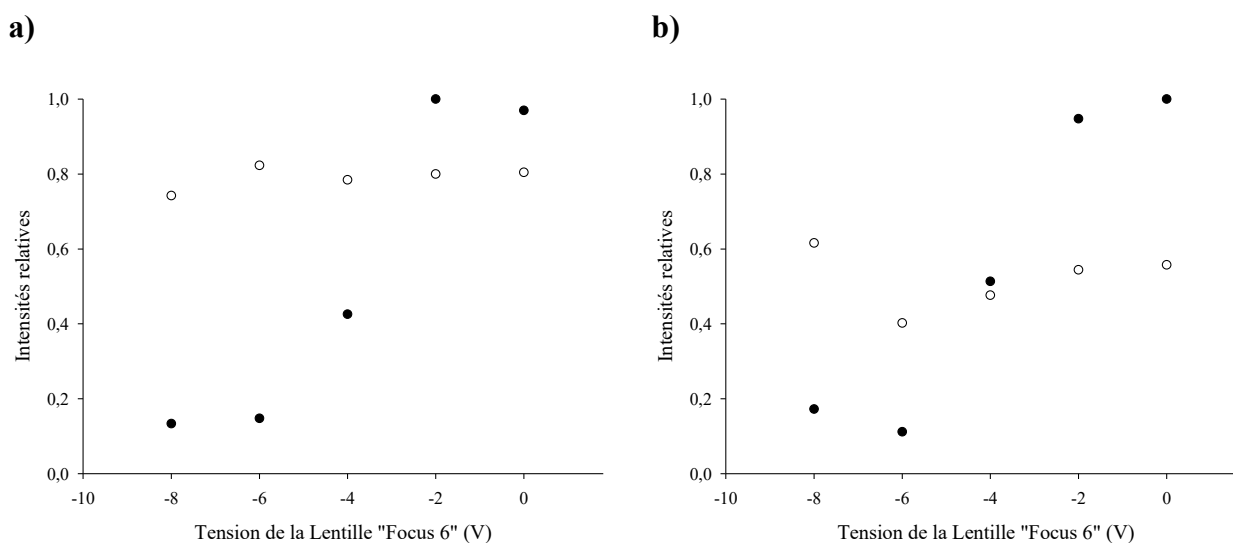 a)
1,0
0,8
0,6
0,4
0,2
0,0
Intensités relatives
-10 -8 -6 -4 -2 0
Tension de la Lentille "Focus 6" (V)
b)
1,0
0,8
0,6
0,4
0,2
0,0
Intensités relatives
-10 -8 -6 -4 -2 0
Tension de la Lentille "Focus 6" (V)